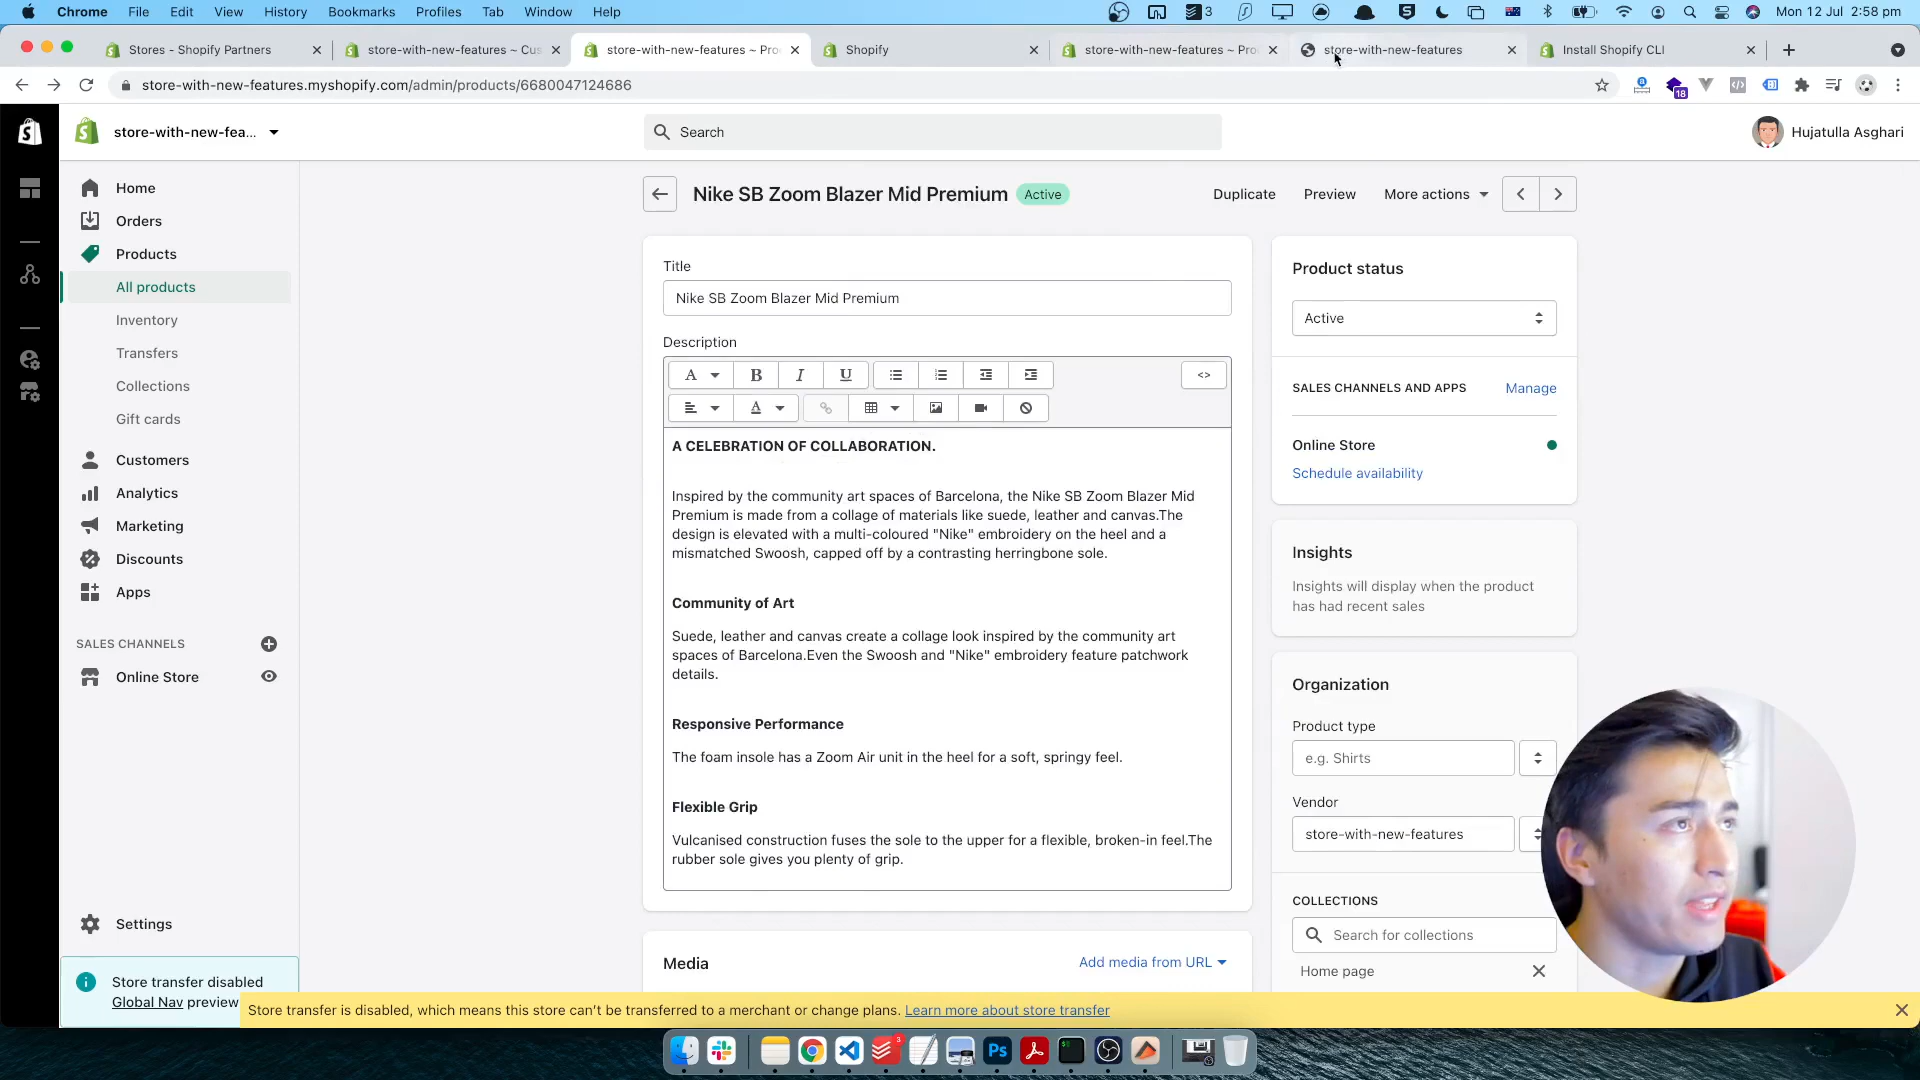 Chrome File Edit View History Bookmarks Profiles Tab Window Help 3 Mon 12 Jul 2:58 pm
Stores - Shopify Partners
store-with-new-features ~ Cus
store-with-new-features ~ Pro
Shopify
store-with-new-features ~ Pro
store-with-new-features
Install Shopify CLI
store-with-new-features.myshopify.com/admin/products/6680047124686
18
store-with-new-fea...
Search
Hujatulla Asghari
Home
Orders
Products
All products
Inventory
Transfers
Collections
Gift cards
Customers
Analytics
Marketing
Discounts
Apps
SALES CHANNELS
Online Store
Settings
Store transfer disabled
Global Nav preview
Nike SB Zoom Blazer Mid Premium Active
Duplicate Preview More actions
Title
Nike SB Zoom Blazer Mid Premium
Description
A B I U <>
A
A CELEBRATION OF COLLABORATION.
Inspired by the community art spaces of Barcelona, the Nike SB Zoom Blazer Mid
Premium is made from a collage of materials like suede, leather and canvas.The
design is elevated with a multi-coloured "Nike" embroidery on the heel and a
mismatched Swoosh, capped off by a contrasting herringbone sole.
Community of Art
Suede, leather and canvas create a collage look inspired by the community art
spaces of Barcelona.Even the Swoosh and "Nike" embroidery feature patchwork
details.
Responsive Performance
The foam insole has a Zoom Air unit in the heel for a soft, springy feel.
Flexible Grip
Vulcanised construction fuses the sole to the upper for a flexible, broken-in feel.The
rubber sole gives you plenty of grip.
Media
Add media from URL
Product status
Active
SALES CHANNELS AND APPS Manage
Online Store
Schedule availability
Insights
Insights will display when the product
has had recent sales
Organization
Product type
e.g. Shirts
Vendor
store-with-new-features
COLLECTIONS
Search for collections
Home page
Store transfer is disabled, which means this store can't be transferred to a merchant or change plans. Learn more about store transfer
3
Ps